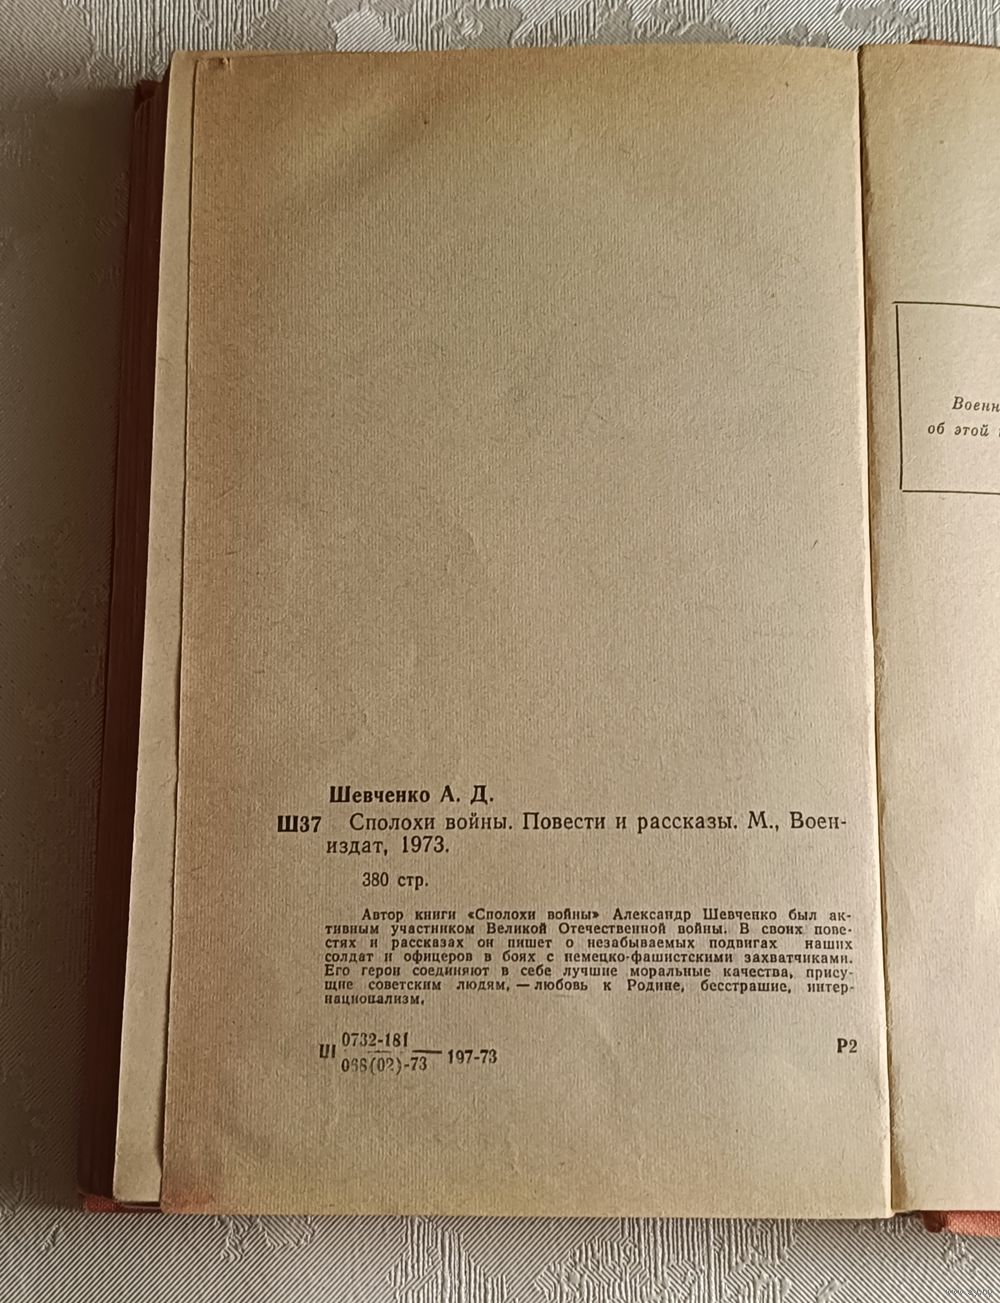 Шевченко А. Д.
Ш37 Сполохи войны. Повести и рассказы. М., Воен-
издат, 1973.
380 стр.
Автор книги «Сполохи войны» Александр Шевченко был ак-
тивным участником Великой Отечественной войны. В своих пове-
стях и рассказах он пишет о незабываемых подвигах наших
солдат и офицеров в боях с немецко-фашистскими захватчиками.
Его герои соединяют в себе лучшие моральные качества, прису-
щие советским людям, — любовь к Родине, бесстрашие, интер-
национализм.
Ш 0732-181
068(02)-73 — 197-73
Р2
об этой